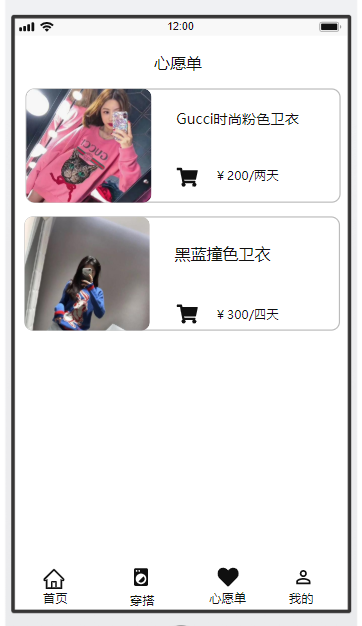 12:00
心愿单
Gucci时尚粉色卫衣
¥ 200/两天
黑蓝撞色卫衣
¥ 300/四天
首页
穿搭
心愿单
我的